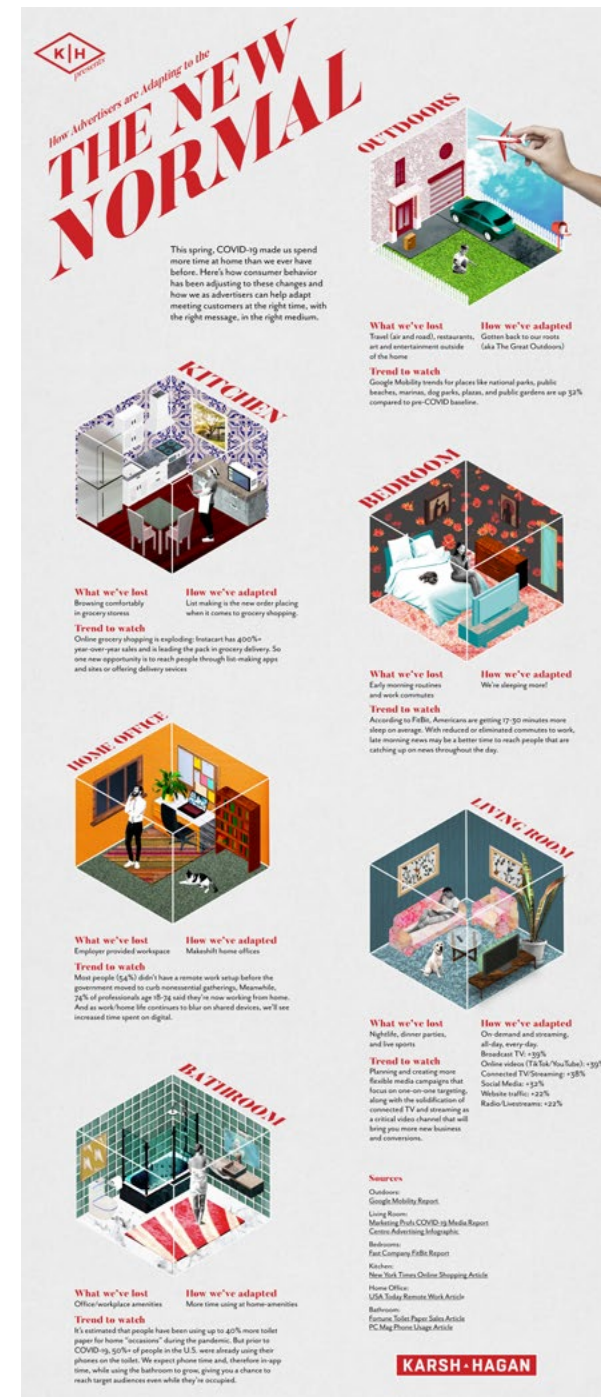 K|H
presents
How Advertisers are Adapting to the
THE NEW
NORMAL
This spring, COVID-19 made us spend
more time at home than we ever have
before. Here's how consumer behavior
has been adjusting to these changes and
how we as advertisers can help adapt
meeting customers at the right time, with
the right message, in the right medium.
OUTDOORS
What we've lost
Travel (air and road), restaurants,
art and entertainment outside
of the home
How we've adapted
Gotten back to our roots
(aka The Great Outdoors)
Trend to watch
Google Mobility trends for places like national parks, public
beaches, marinas, dog parks, plazas, and public gardens are up 32%
compared to pre-COVID baseline.
KITCHEN
What we've lost
Browsing comfortably
in grocery storess
How we've adapted
List making is the new order placing
when it comes to grocery shopping.
Trend to watch
Online grocery shopping is exploding: Instacart has 400%+
year-over-year sales and is leading the pack in grocery delivery. So
one new opportunity is to reach people through list-making apps
and sites or offering delivery sevices
BEDROOM
What we've lost
Early morning routines
and work commutes
How we've adapted
We're sleeping more!
Trend to watch
According to FitBit, Americans are getting 17-30 minutes more
sleep on average. With reduced or eliminated commutes to work,
late morning news may be a better time to reach people that are
catching up on news throughout the day.
HOME OFFICE
What we've lost
Employer provided workspace
How we've adapted
Makeshift home offices
Trend to watch
Most people (54%) didn't have a remote work setup before the
government moved to curb nonessential gatherings, Meanwhile,
74% of professionals age 18-74 said they're now working from home.
And as work/home life continues to blur on shared devices, we'll see
increased time spent on digital.
LIVING ROOM
What we've lost
Nightlife, dinner parties,
and live sports
Trend to watch
Planning and creating more
flexible media campaigns that
focus on one-on-one targeting,
along with the solidification of
connected TV and streaming as
a critical video channel that will
bring you more new business
and conversions.
How we've adapted
On-demand and streaming,
all-day, every-day.
Broadcast TV: +39%
Online videos (TikTok/YouTube): +39%
Connected TV/Streaming: +38%
Social Media: +32%
Website traffic: +22%
Radio/Livestreams: +22%
BATHROOM
What we've lost
Office/workplace amenities
How we've adapted
More time using at home-amenities
Trend to watch
It's estimated that people have been using up to 40% more toilet
paper for home "occasions" during the pandemic. But prior to
COVID-19, 50%+ of people in the U.S. were already using their
phones on the toilet. We expect phone time and, therefore in-app
time, while using the bathroom to grow, giving you a chance to
reach target audiences even while they're occupied.
Sources
Outdoors:
Google Mobility Report
Living Room:
Marketing Profs COVID-19 Media Report
Centro Advertising Infographic
Bedrooms:
Fast Company FitBit Report
Kitchen:
New York Times Online Shopping Article
Home Office:
USA Today Remote Work Article
Bathroom:
Fortune Toilet Paper Sales Article
PC Mag Phone Usage Article
KARSH HAGAN